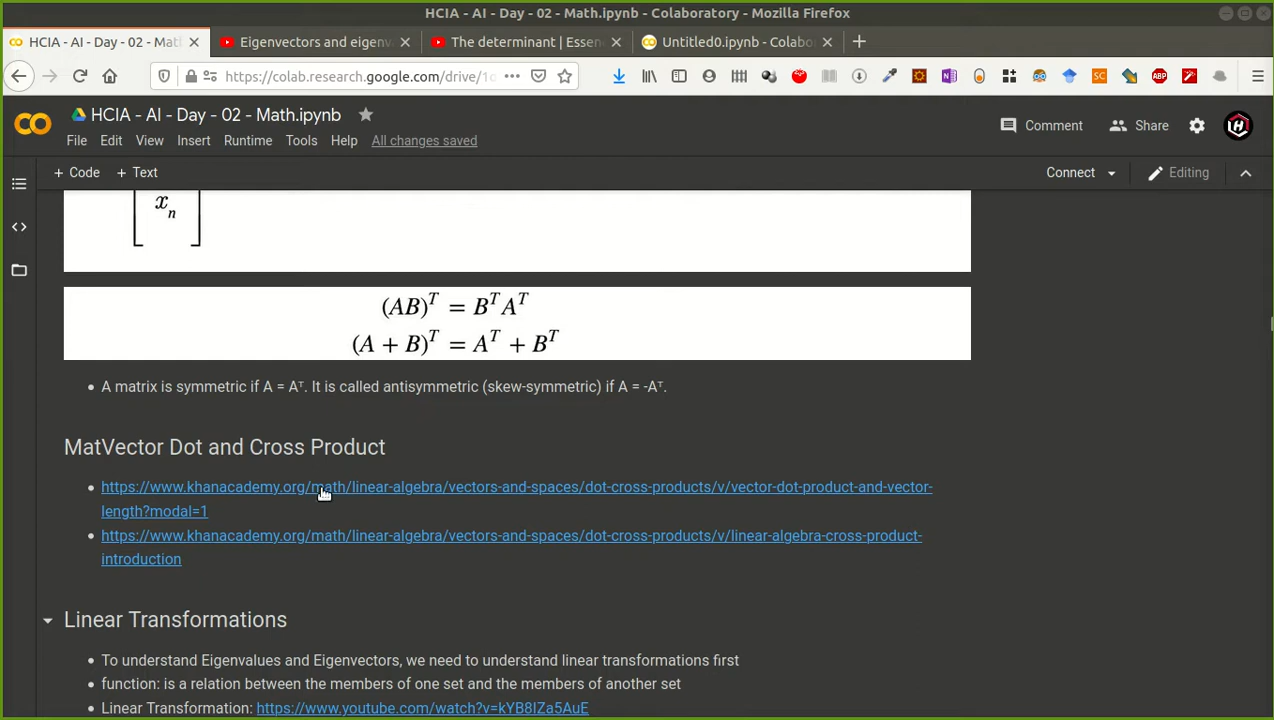 HCIA - AI - Day - 02 - Math.ipynb - Colaboratory - Mozilla Firefox
HCIA - AI - Day - 02 - Mat
Eigenvectors and eigenv
The determinant | Essen
Untitled0.ipynb - Colabo
https://colab.research.google.com/drive/1
HCIA - AI - Day - 02 - Math.ipynb
File Edit View Insert Runtime Tools Help All changes saved
Comment
Share
+ Code + Text
Connect
Editing
xₙ
(AB)ᵀ = BᵀAᵀ
(A + B)ᵀ = Aᵀ + Bᵀ
• A matrix is symmetric if A = Aᵀ. It is called antisymmetric (skew-symmetric) if A = -Aᵀ.
MatVector Dot and Cross Product
• https://www.khanacademy.org/math/linear-algebra/vectors-and-spaces/dot-cross-products/v/vector-dot-product-and-vector-
length?modal=1
• https://www.khanacademy.org/math/linear-algebra/vectors-and-spaces/dot-cross-products/v/linear-algebra-cross-product-
introduction
Linear Transformations
• To understand Eigenvalues and Eigenvectors, we need to understand linear transformations first
• function: is a relation between the members of one set and the members of another set
• Linear Transformation: https://www.youtube.com/watch?v=kYB8IZa5AuE